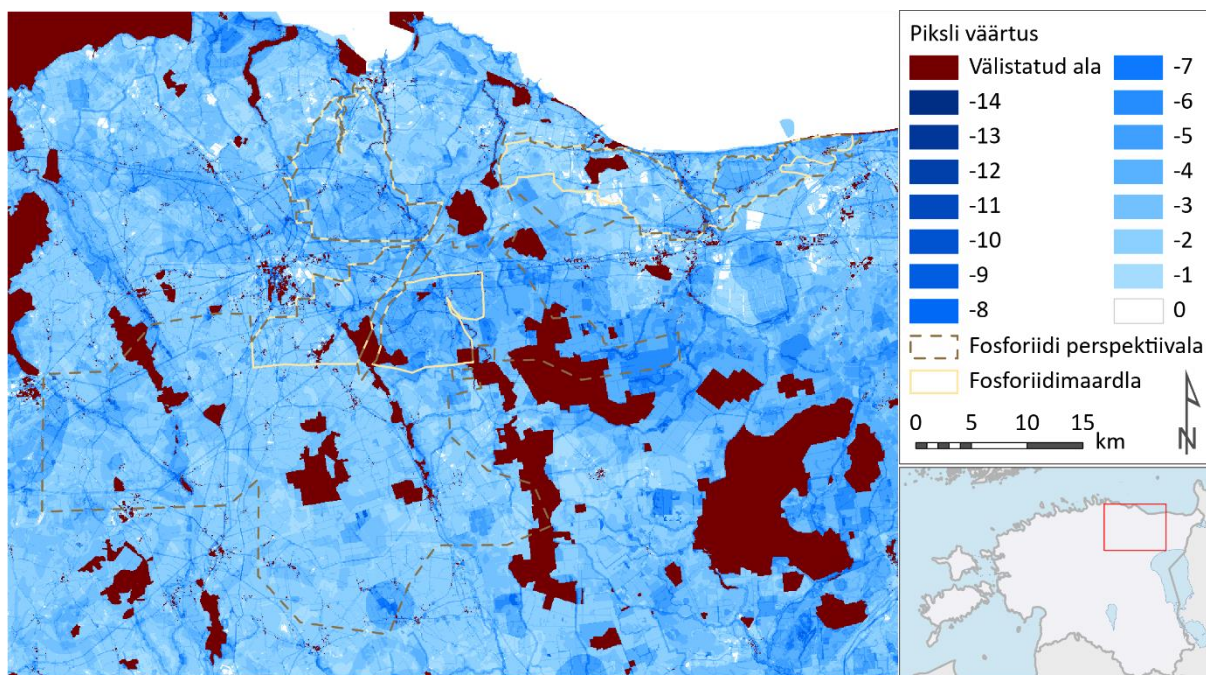 Piksli väärtus
Välistatud ala
-14
-13
-12
-11
-10
-9
-8
-7
-6
-5
-4
-3
-2
-1
0
Fosforiidi perspektiivala
Fosforiidimaardla
0 5 10 15
km
N